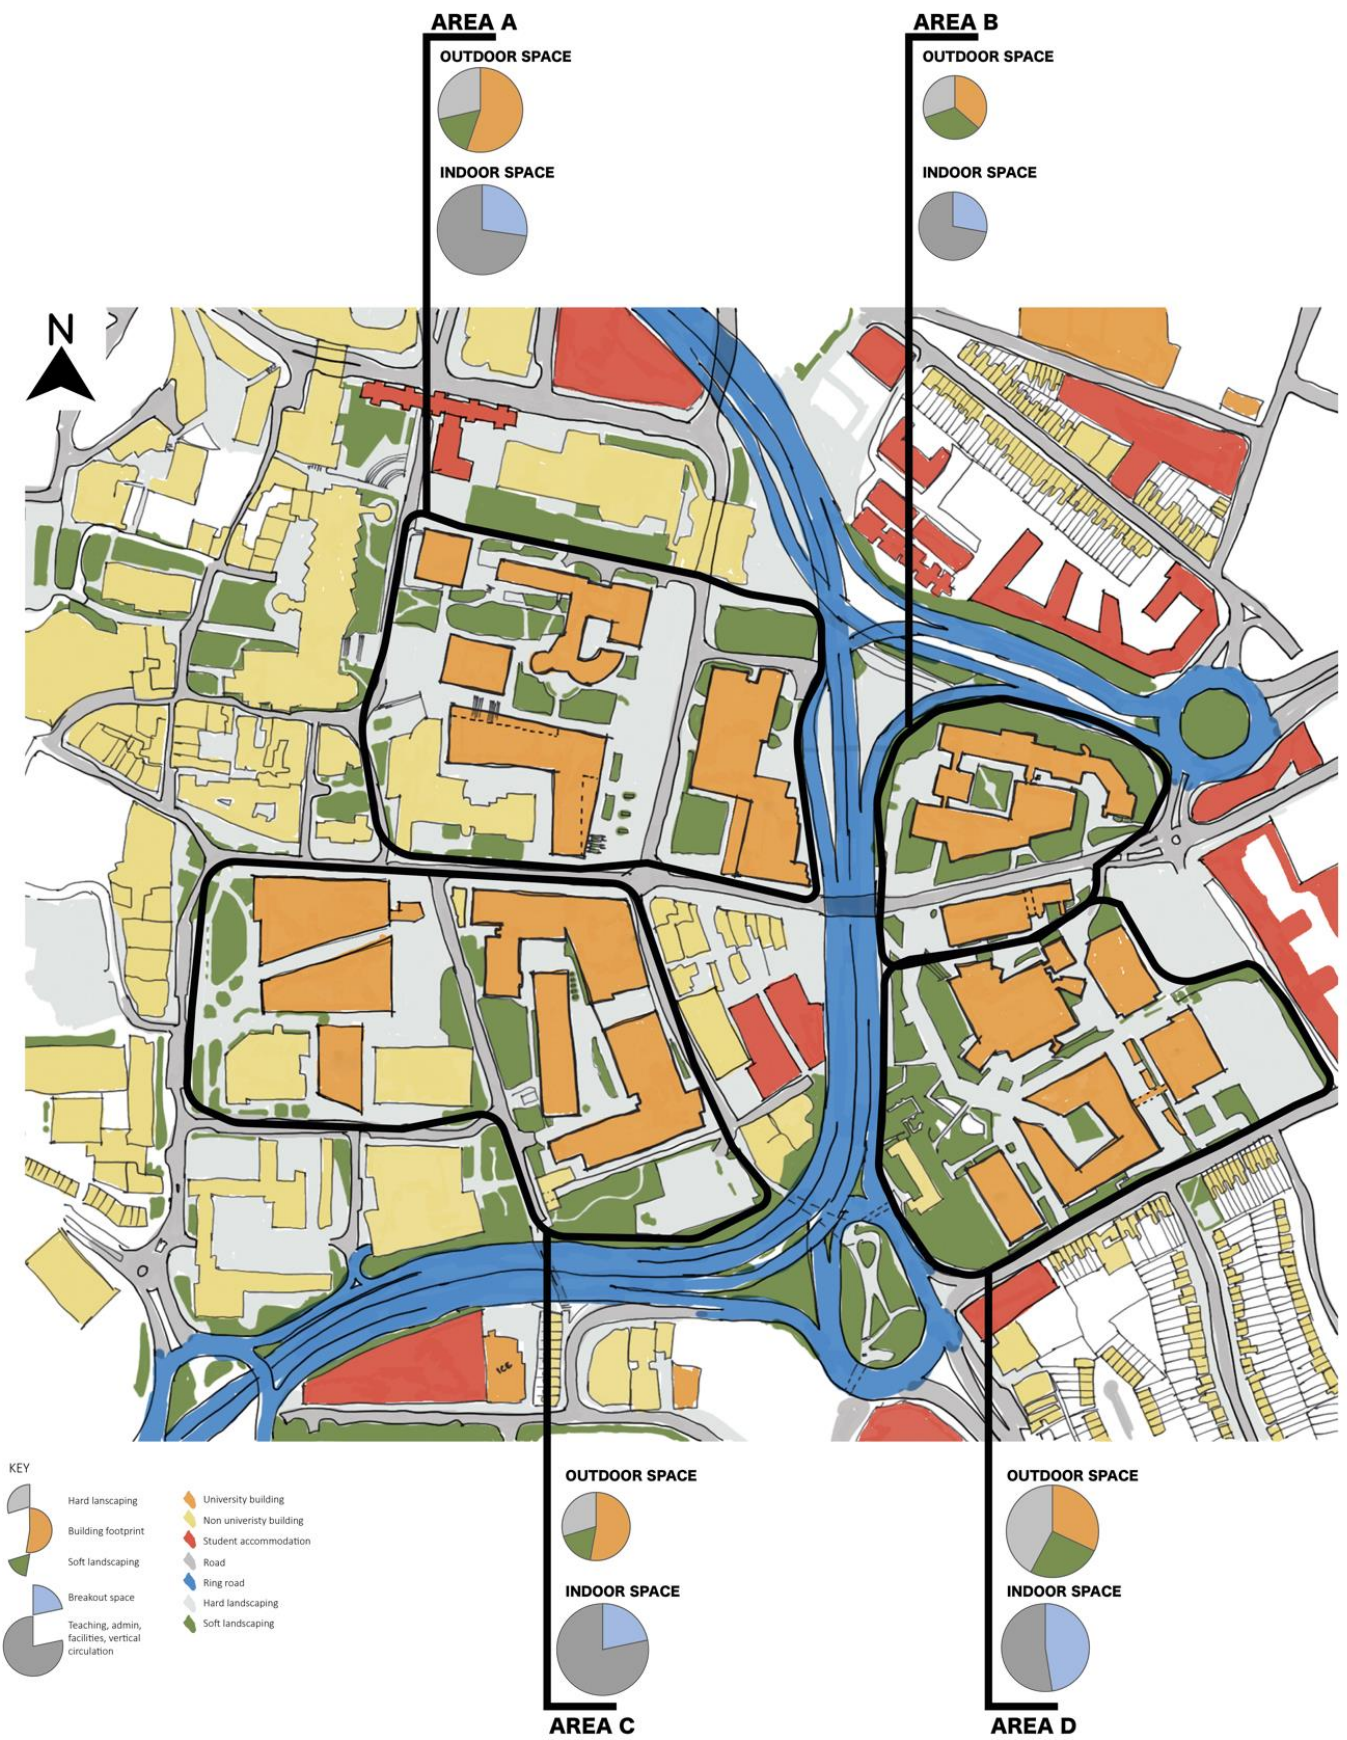 AREA A
OUTDOOR SPACE
INDOOR SPACE
AREA B
OUTDOOR SPACE
INDOOR SPACE
N
ICE
OUTDOOR SPACE
INDOOR SPACE
AREA C
OUTDOOR SPACE
INDOOR SPACE
AREA D
KEY
Hard lanscaping
Building footprint
Soft landscaping
Breakout space
Teaching, admin,
facilities, vertical
circulation
University building
Non univeristy building
Student accommodation
Road
Ring road
Hard landscaping
Soft landscaping